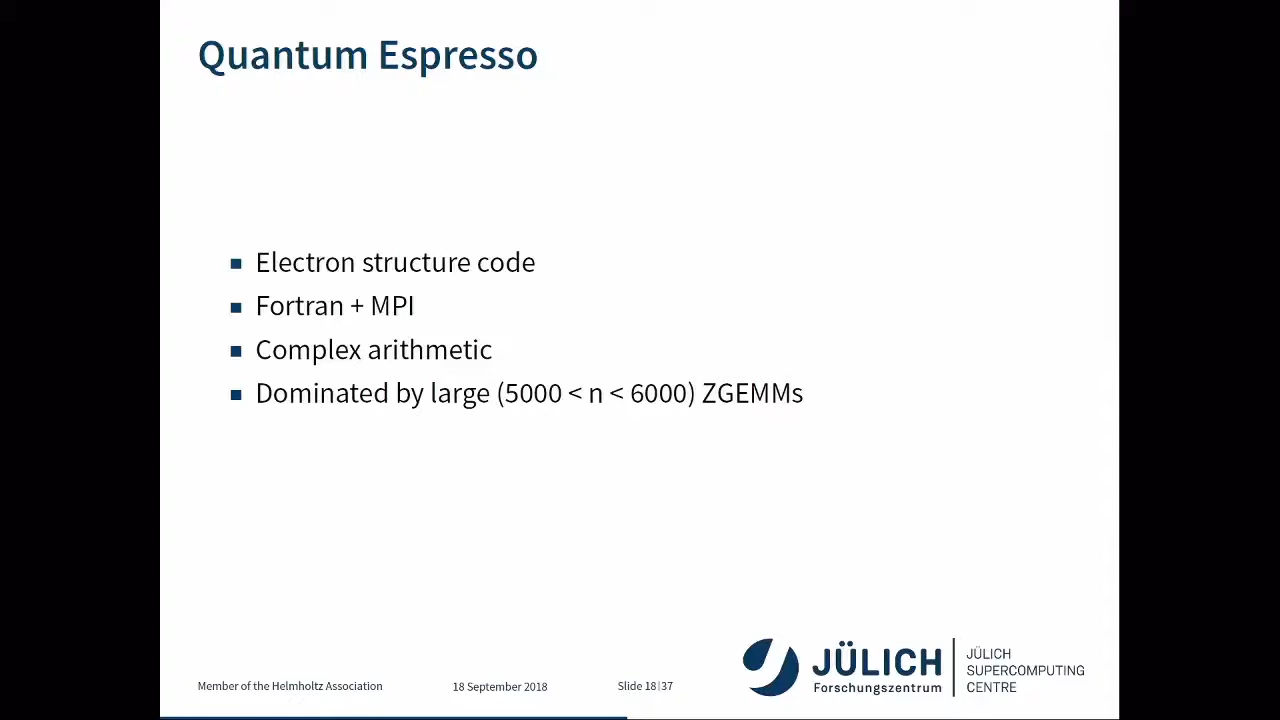 Quantum Espresso
Electron structure code
Fortran + MPI
Complex arithmetic
Dominated by large (5000 < n < 6000) ZGEMMs
Member of the Helmholtz Association
18 September 2018
Slide 18|37
JÜLICH
Forschungszentrum
JÜLICH
SUPERCOMPUTING
CENTRE